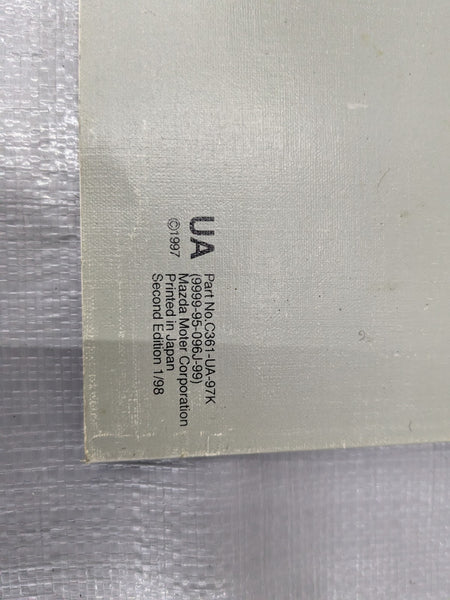 UA
©1997
Part No.C361-UA-97K
(9999-95-096J-99)
Mazda Moter Corporation
Printed in Japan
Second Edition 1/98